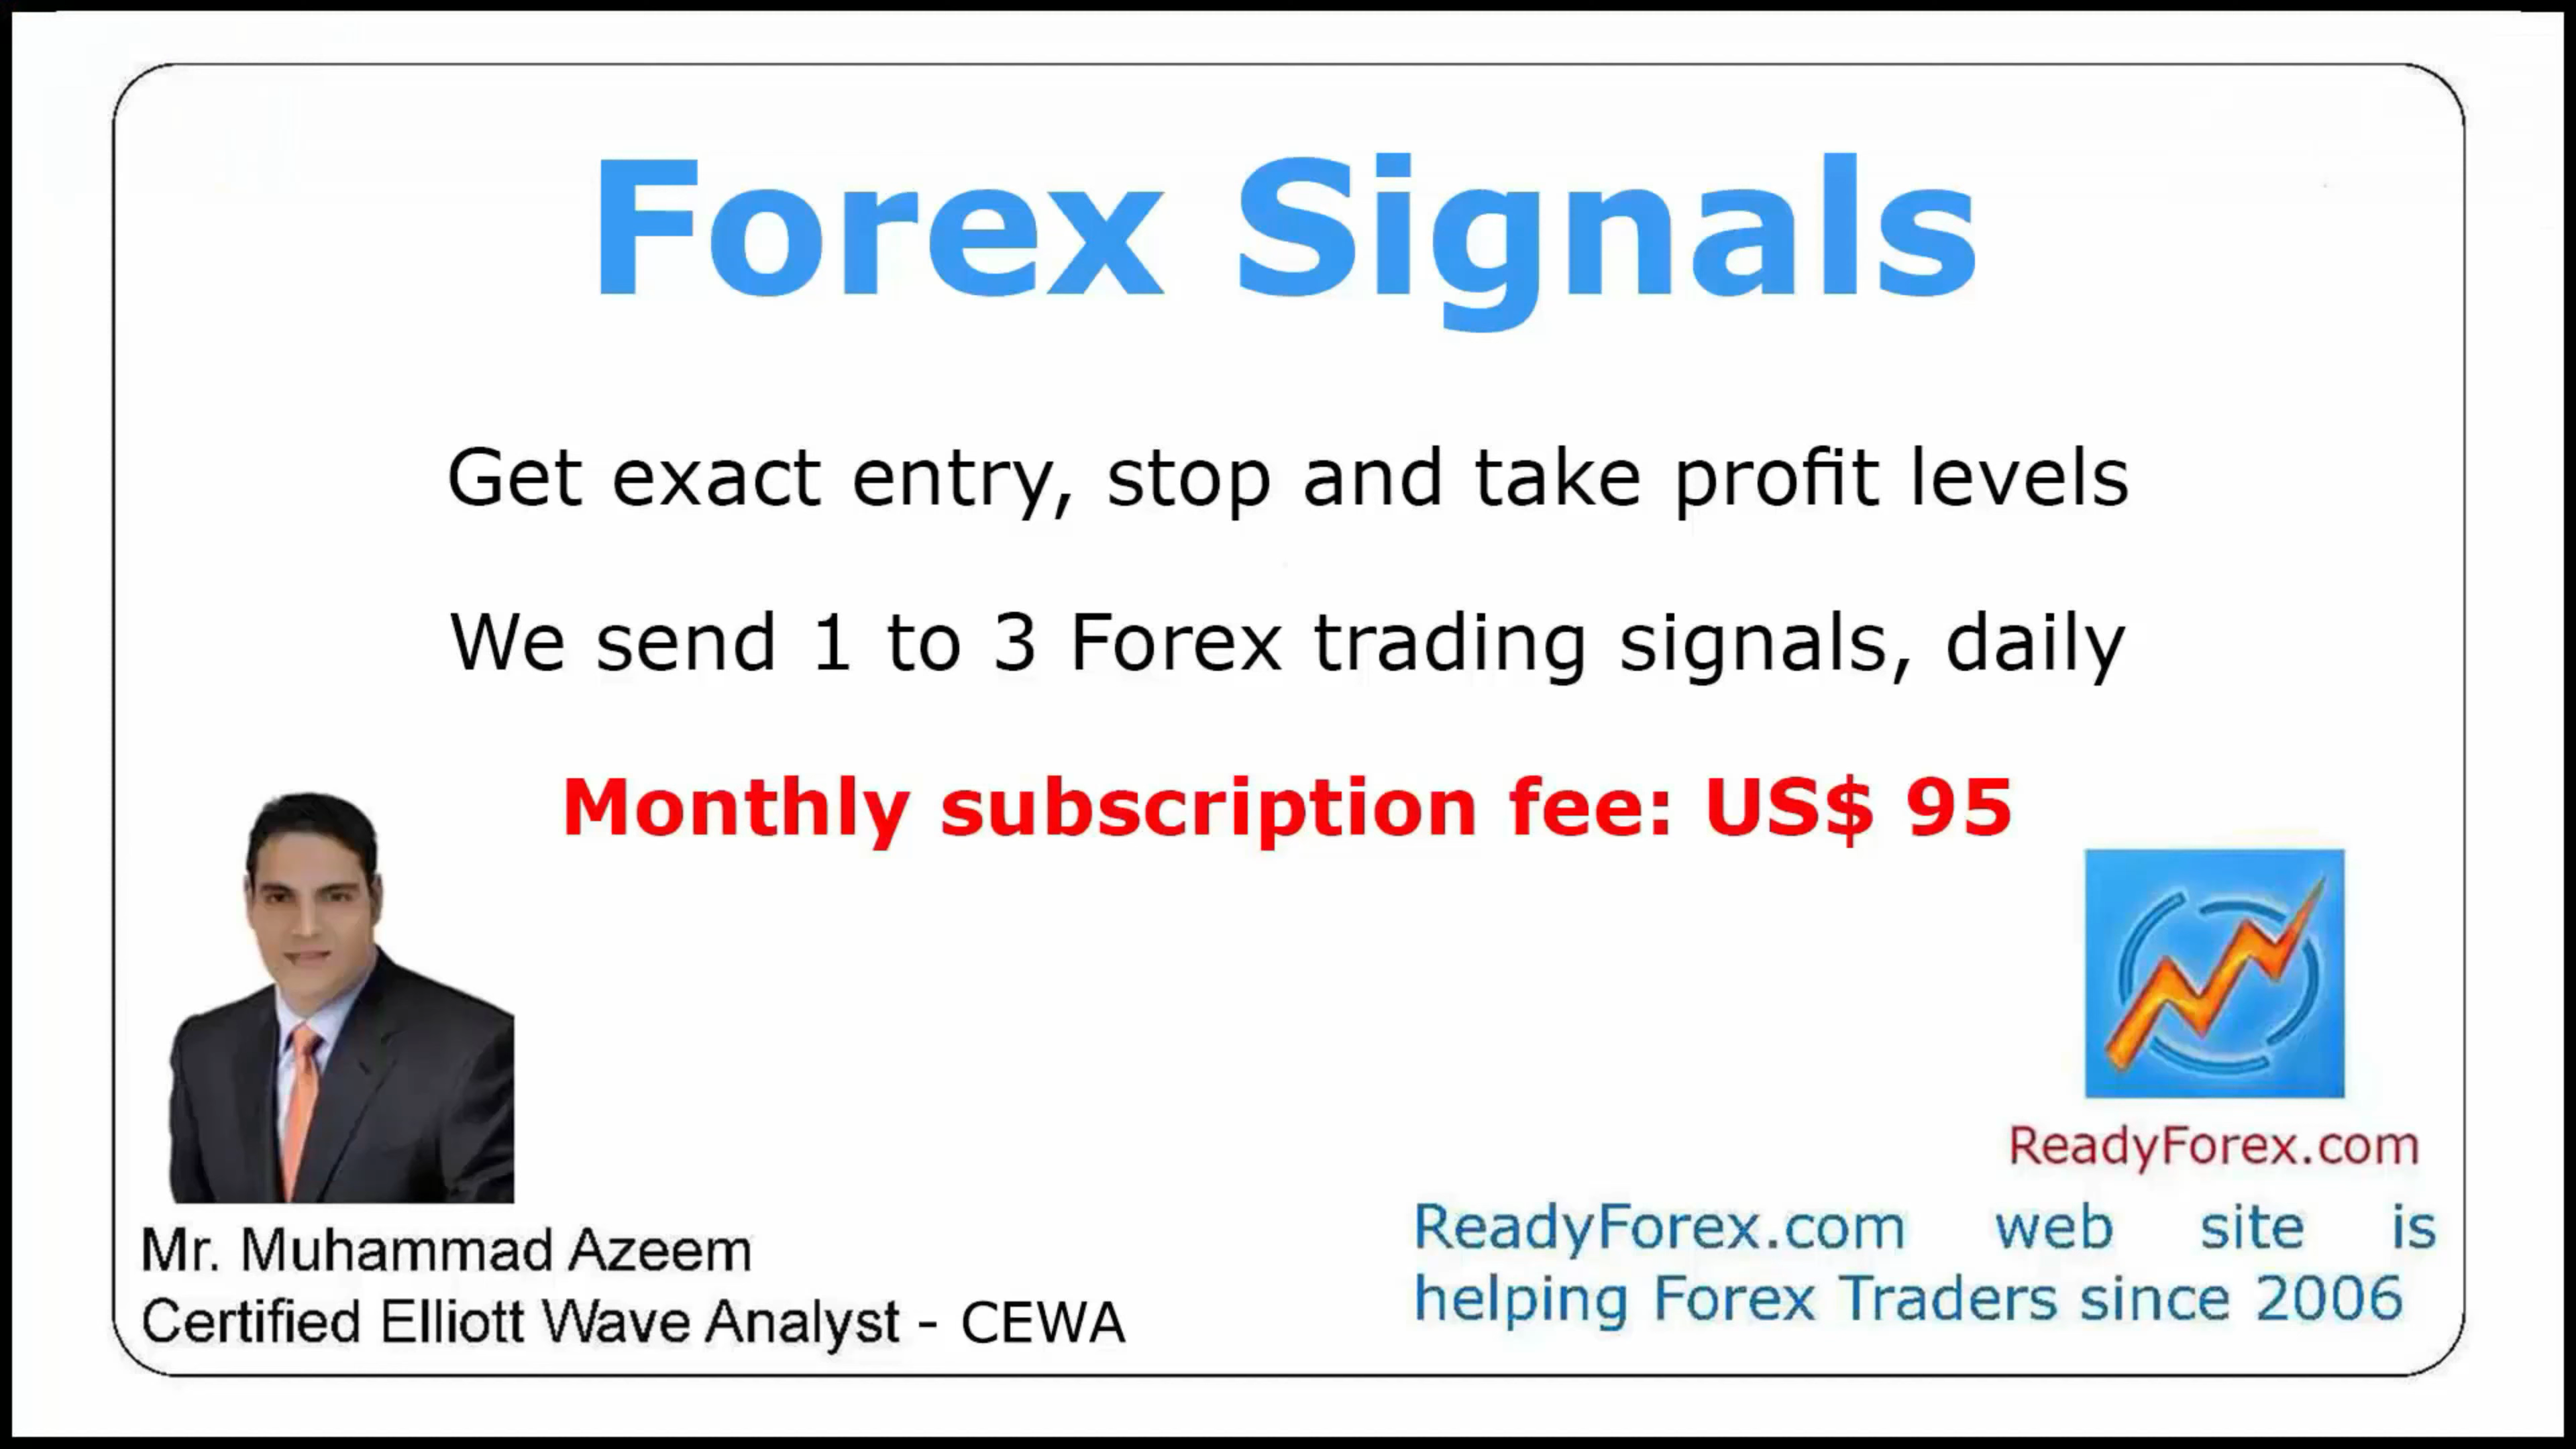 Forex Signals
Get exact entry, stop and take profit levels
We send 1 to 3 Forex trading signals, daily
Monthly subscription fee: US$ 95
ReadyForex.com
Mr. Muhammad Azeem
Certified Elliott Wave Analyst - CEWA
ReadyForex.com web site is
helping Forex Traders since 2006